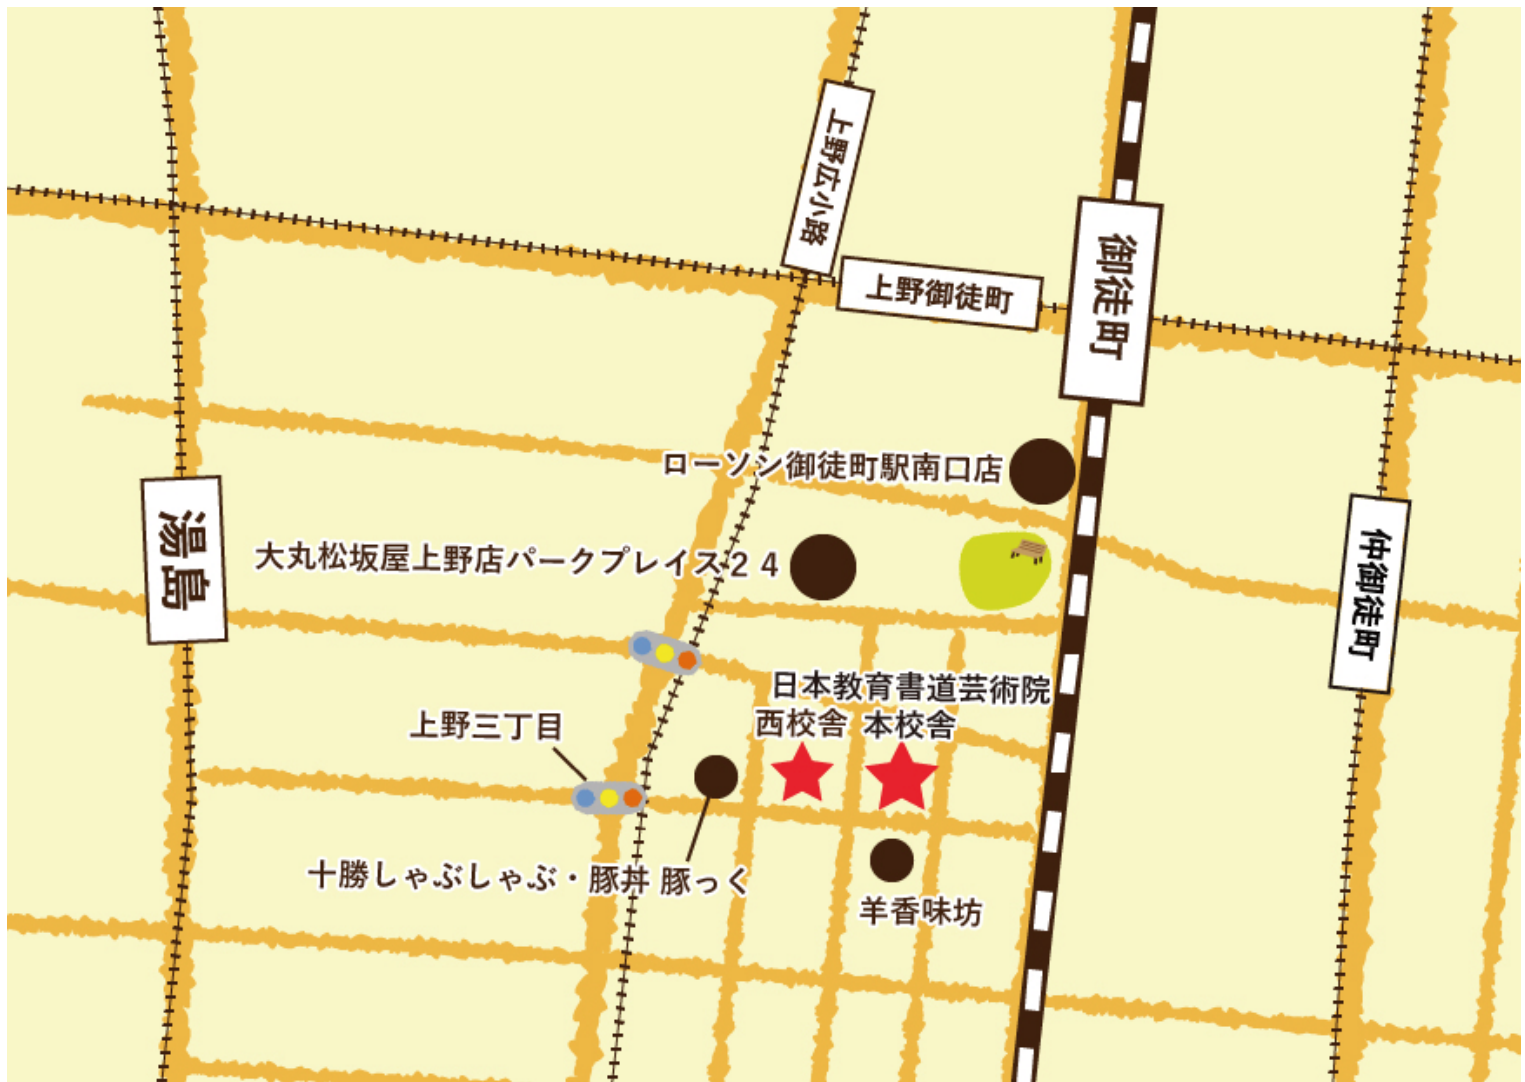 上野広小路
上野御徒町
御徒町
ローソン御徒町駅南口店
湯島
大丸松坂屋上野店パークプレイス２４
仲御徒町
日本教育書道芸術院
西校舎
本校舎
上野三丁目
十勝しゃぶしゃぶ・豚丼 豚っく
羊香味坊